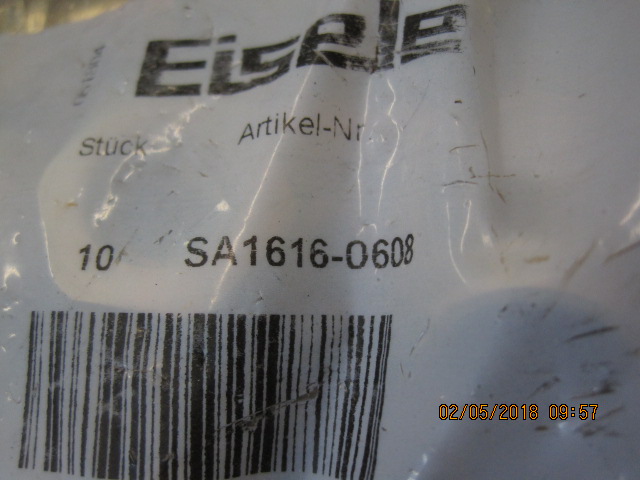 Eisele
Stück Artikel-Nr
10 SA1616-0608
02/05/2018 09:57